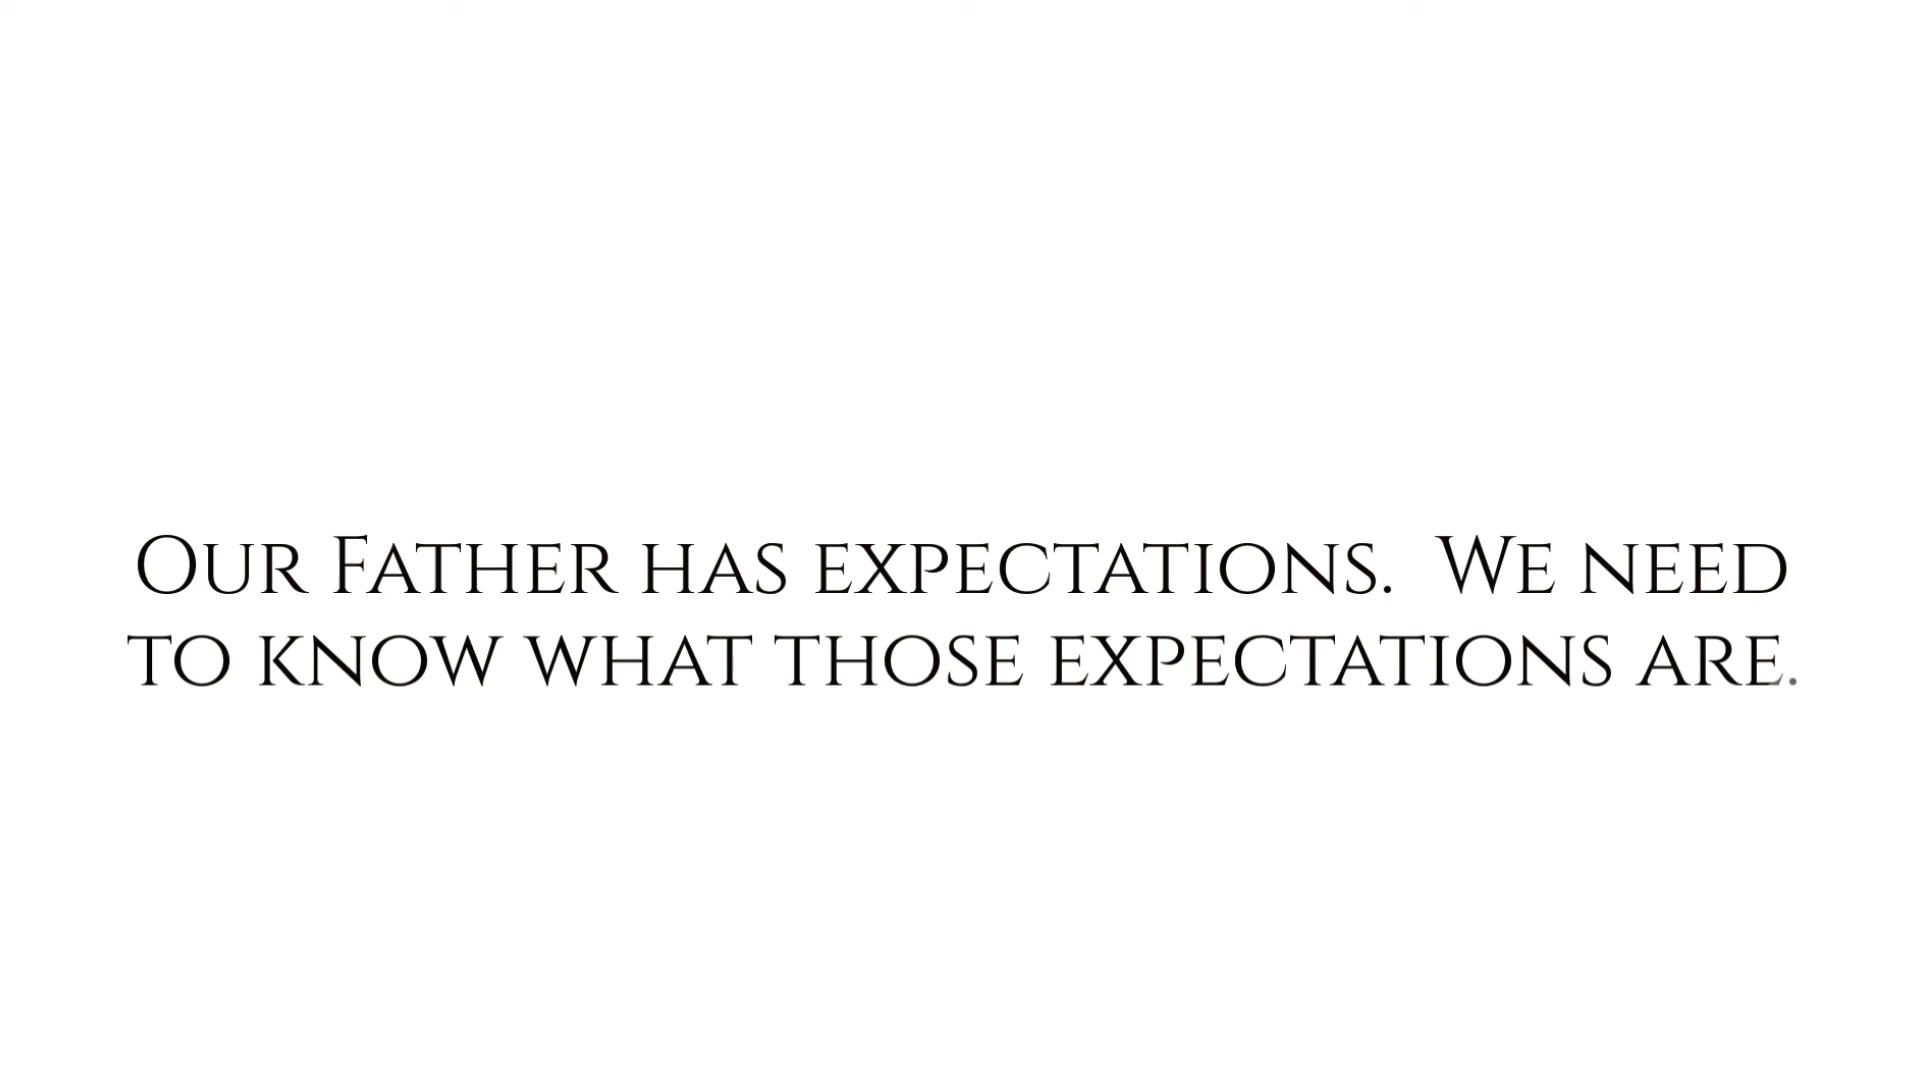 Our Father has expectations.  We need
to know what those expectations are.